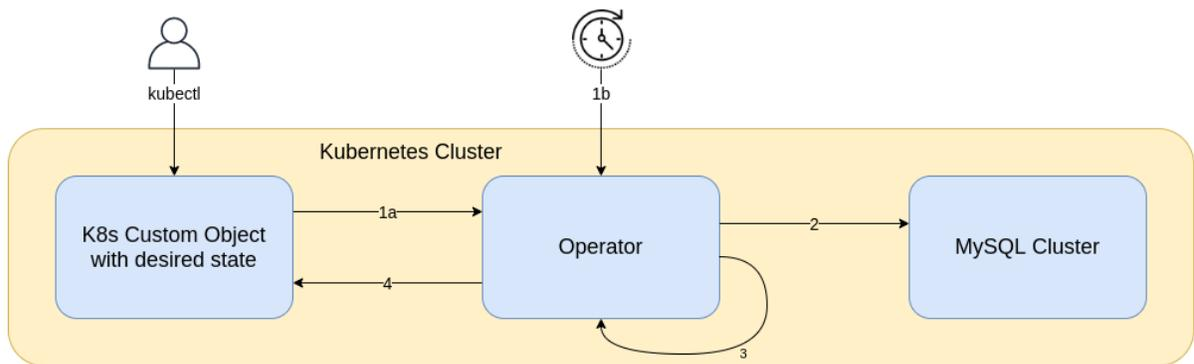 kubectl
1b
Kubernetes Cluster
K8s Custom Object
with desired state
1a
4
Operator
2
3
MySQL Cluster